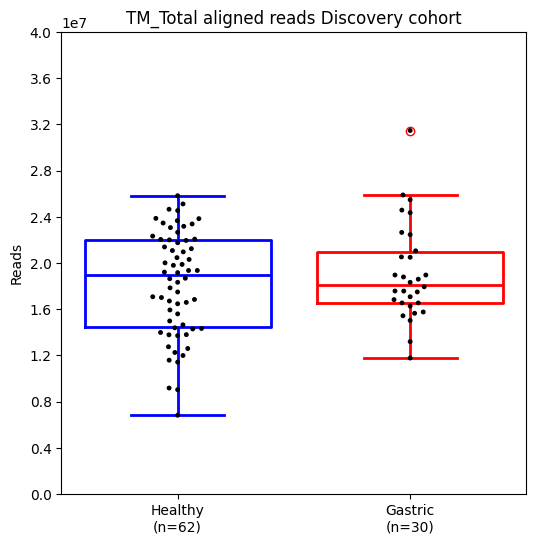 TM_Total aligned reads Discovery cohort
1e7
4.0
3.6
3.2
2.8
2.4
2.0
1.6
1.2
0.8
0.4
0.0
Reads
Healthy
(n=62)
Gastric
(n=30)